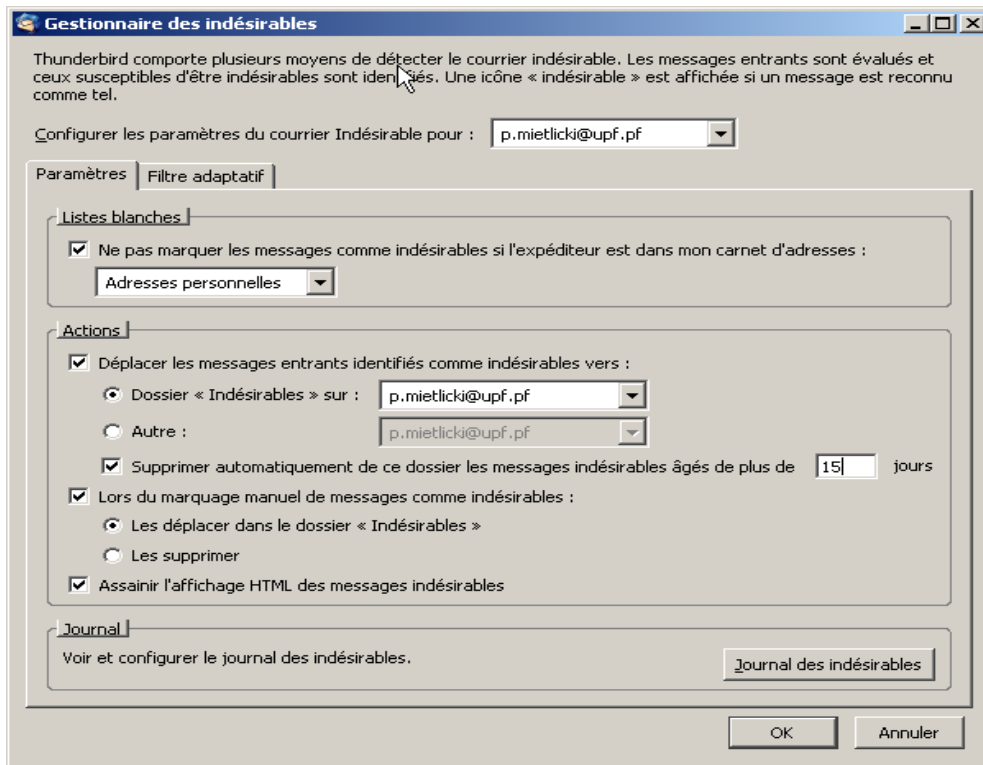 Gestionnaire des indésirables
Thunderbird comporte plusieurs moyens de détecter le courrier indésirable. Les messages entrants sont évalués et
ceux susceptibles d'être indésirables sont identifiés. Une icône « indésirable » est affichée si un message est reconnu
comme tel.
Configurer les paramètres du courrier Indésirable pour : p.mietlicki@upf.pf
Paramètres Filtre adaptatif
Listes blanches
Ne pas marquer les messages comme indésirables si l'expéditeur est dans mon carnet d'adresses :
Adresses personnelles
Actions
Déplacer les messages entrants identifiés comme indésirables vers :
Dossier « Indésirables » sur : p.mietlicki@upf.pf
Autre : p.mietlicki@upf.pf
Supprimer automatiquement de ce dossier les messages indésirables âgés de plus de 15 jours
Lors du marquage manuel de messages comme indésirables :
Les déplacer dans le dossier « Indésirables »
Les supprimer
Assainir l'affichage HTML des messages indésirables
Journal
Voir et configurer le journal des indésirables. Journal des indésirables
OK Annuler